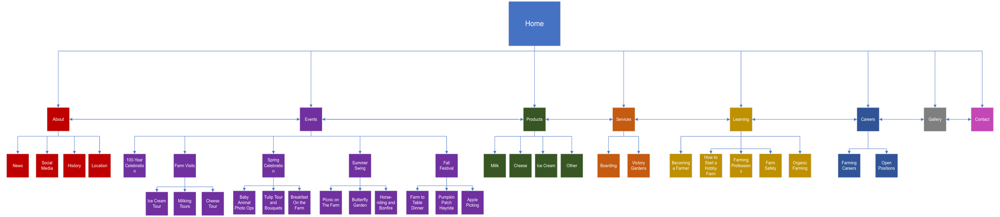 Home
About
Events
Products
Services
Learning
Careers
Gallery
Contact
News
Social
Media
History
Location
100-Year
Celebratio
n
Farm Visits
Spring
Celebratio
n
Summer
Swing
Fall
Festival
Milk
Cheese
Ice Cream
Other
Boarding
Victory
Gardens
Becoming
a Farmer
How to
Start a
Hobby
Farm
Farming
Profession
s
Farm
Safety
Organic
Farming
Farming
Careers
Open
Positions
Ice Cream
Tour
Milking
Tours
Cheese
Tour
Baby
Animal
Photo Ops
Tulip Tour
and
Bouquets
Breakfast
On the
Farm
Picnic on
The Farm
Butterfly
Garden
Horse-
riding and
Bonfire
Farm to
Table
Dinner
Pumpkin
Patch
Hayride
Apple
Picking